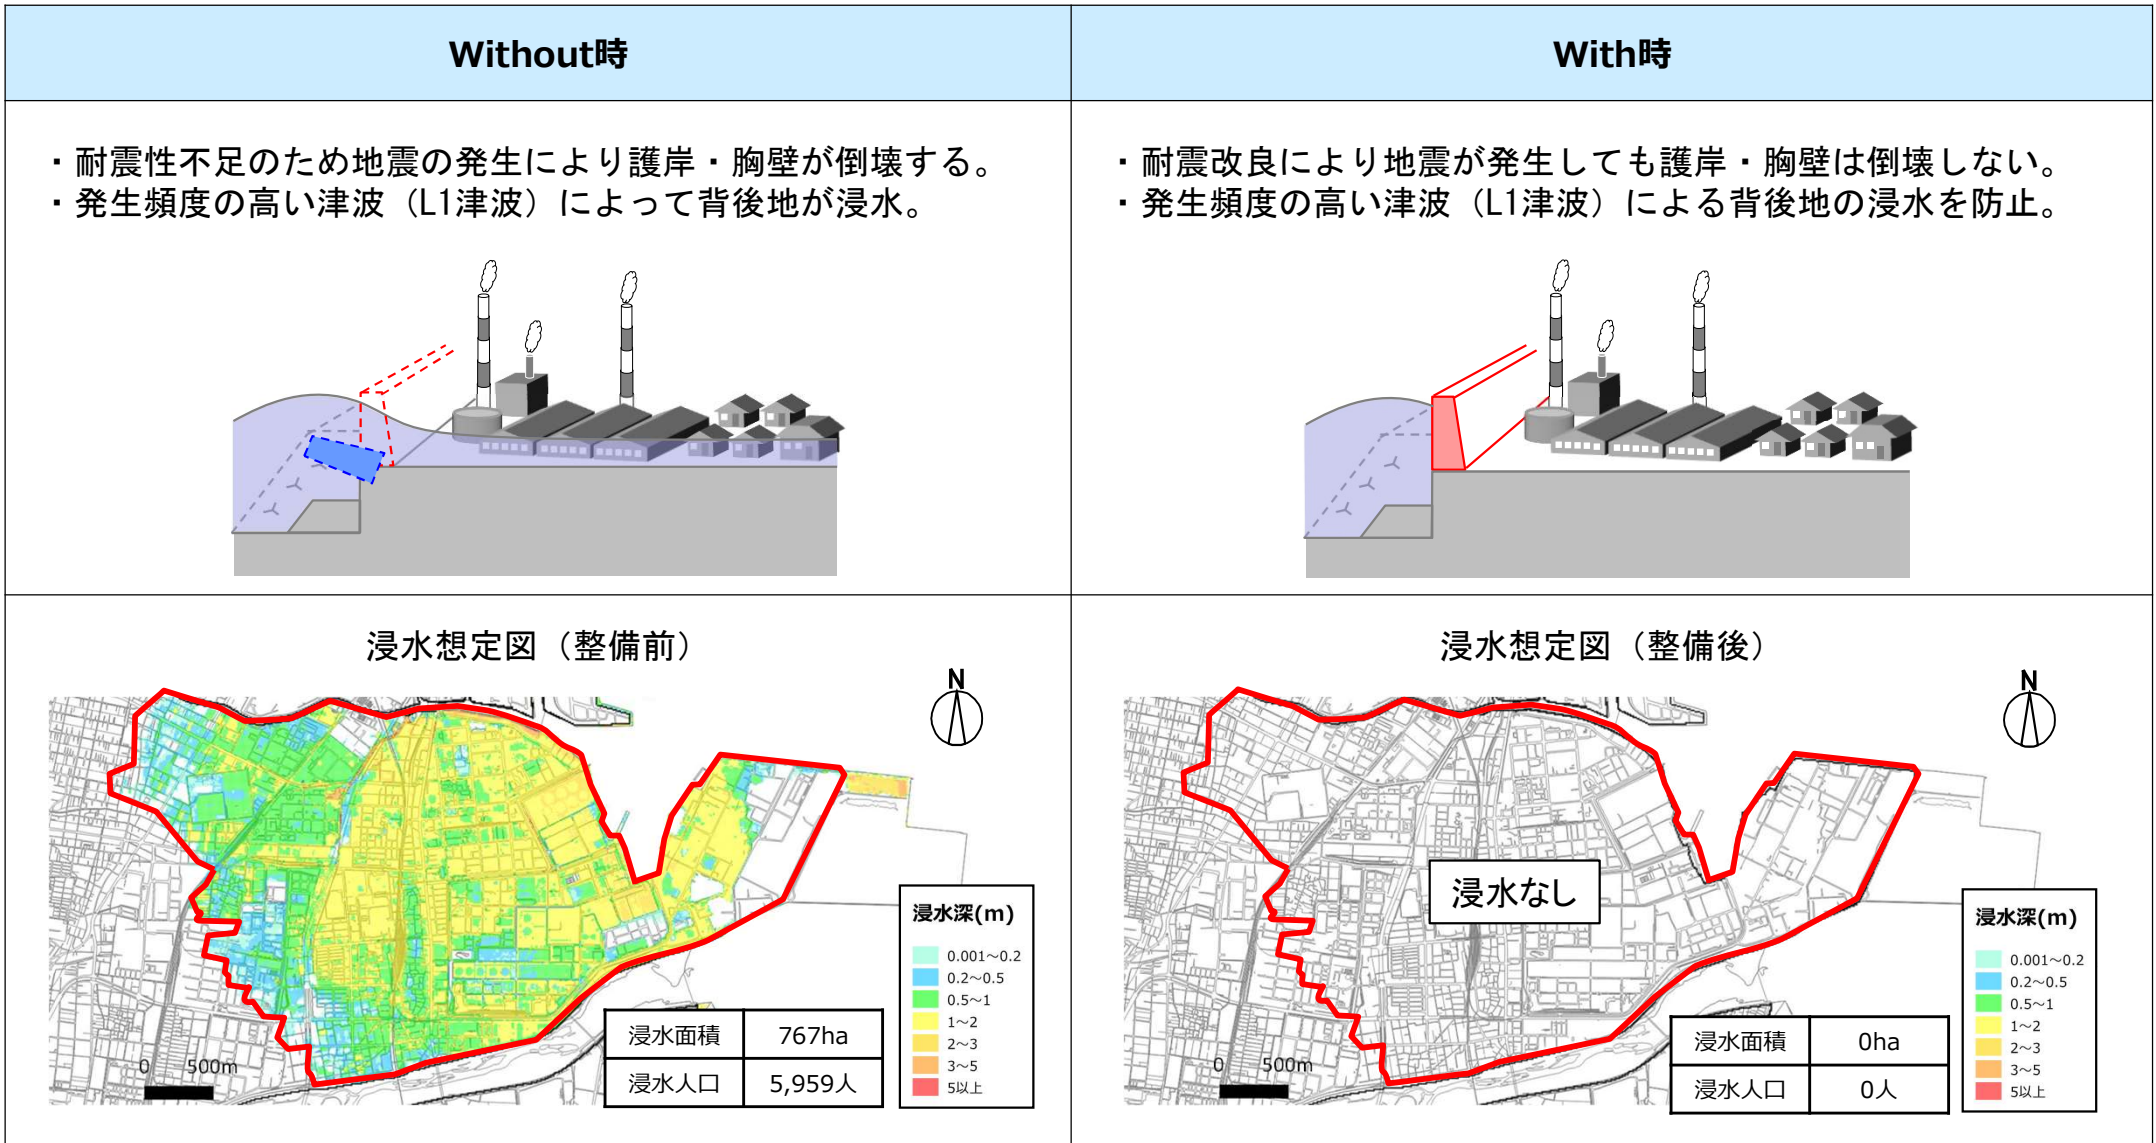 Without時
With時
・耐震性不足のため地震の発生により護岸・胸壁が倒壊する。
・発生頻度の高い津波（L1津波）によって背後地が浸水。
・耐震改良により地震が発生しても護岸・胸壁は倒壊しない。
・発生頻度の高い津波（L1津波）による背後地の浸水を防止。
浸水想定図（整備前）
N
浸水深(m)
0.001～0.2
0.2～0.5
0.5～1
1～2
2～3
3～5
5以上
浸水面積 767ha
浸水人口 5,959人
0 500m
浸水想定図（整備後）
N
浸水なし
浸水深(m)
0.001～0.2
0.2～0.5
0.5～1
1～2
2～3
3～5
5以上
浸水面積 0ha
浸水人口 0人
0 500m